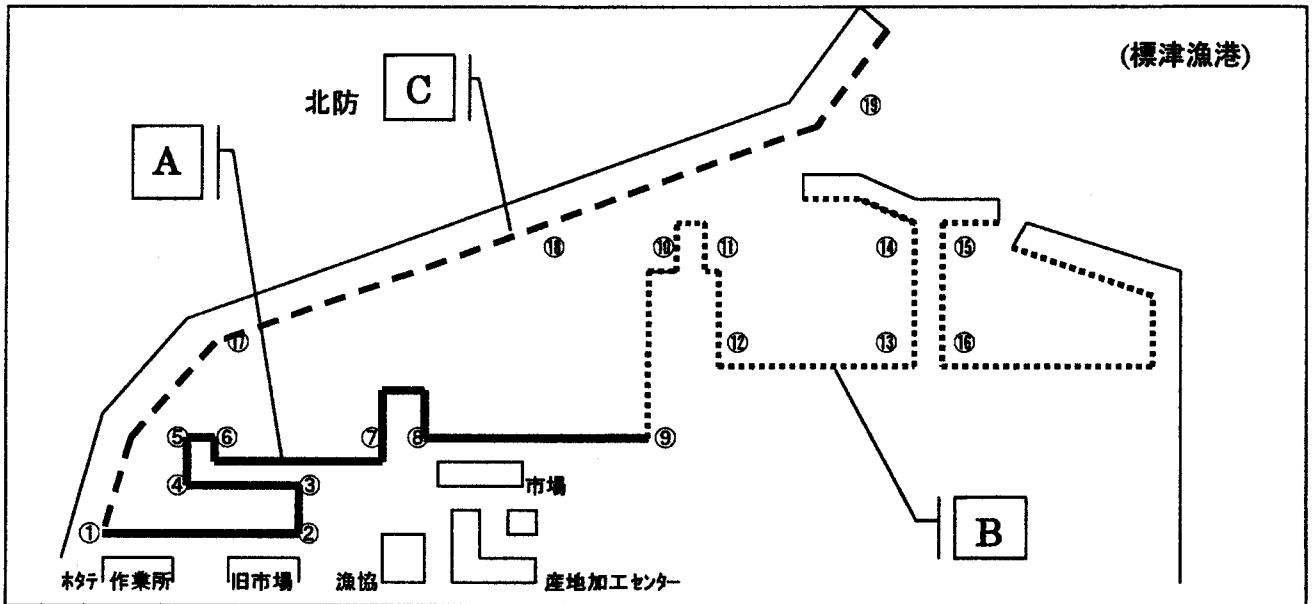 (標津漁港)
北防
C
A
⑲
⑱
⑩
⑪
⑭
⑮
⑰
⑫
⑬
⑯
⑤
⑥
⑦
⑧
⑨
④
③
市場
①
②
B
ホタテ 作業所
旧市場
漁協
産地加工センター